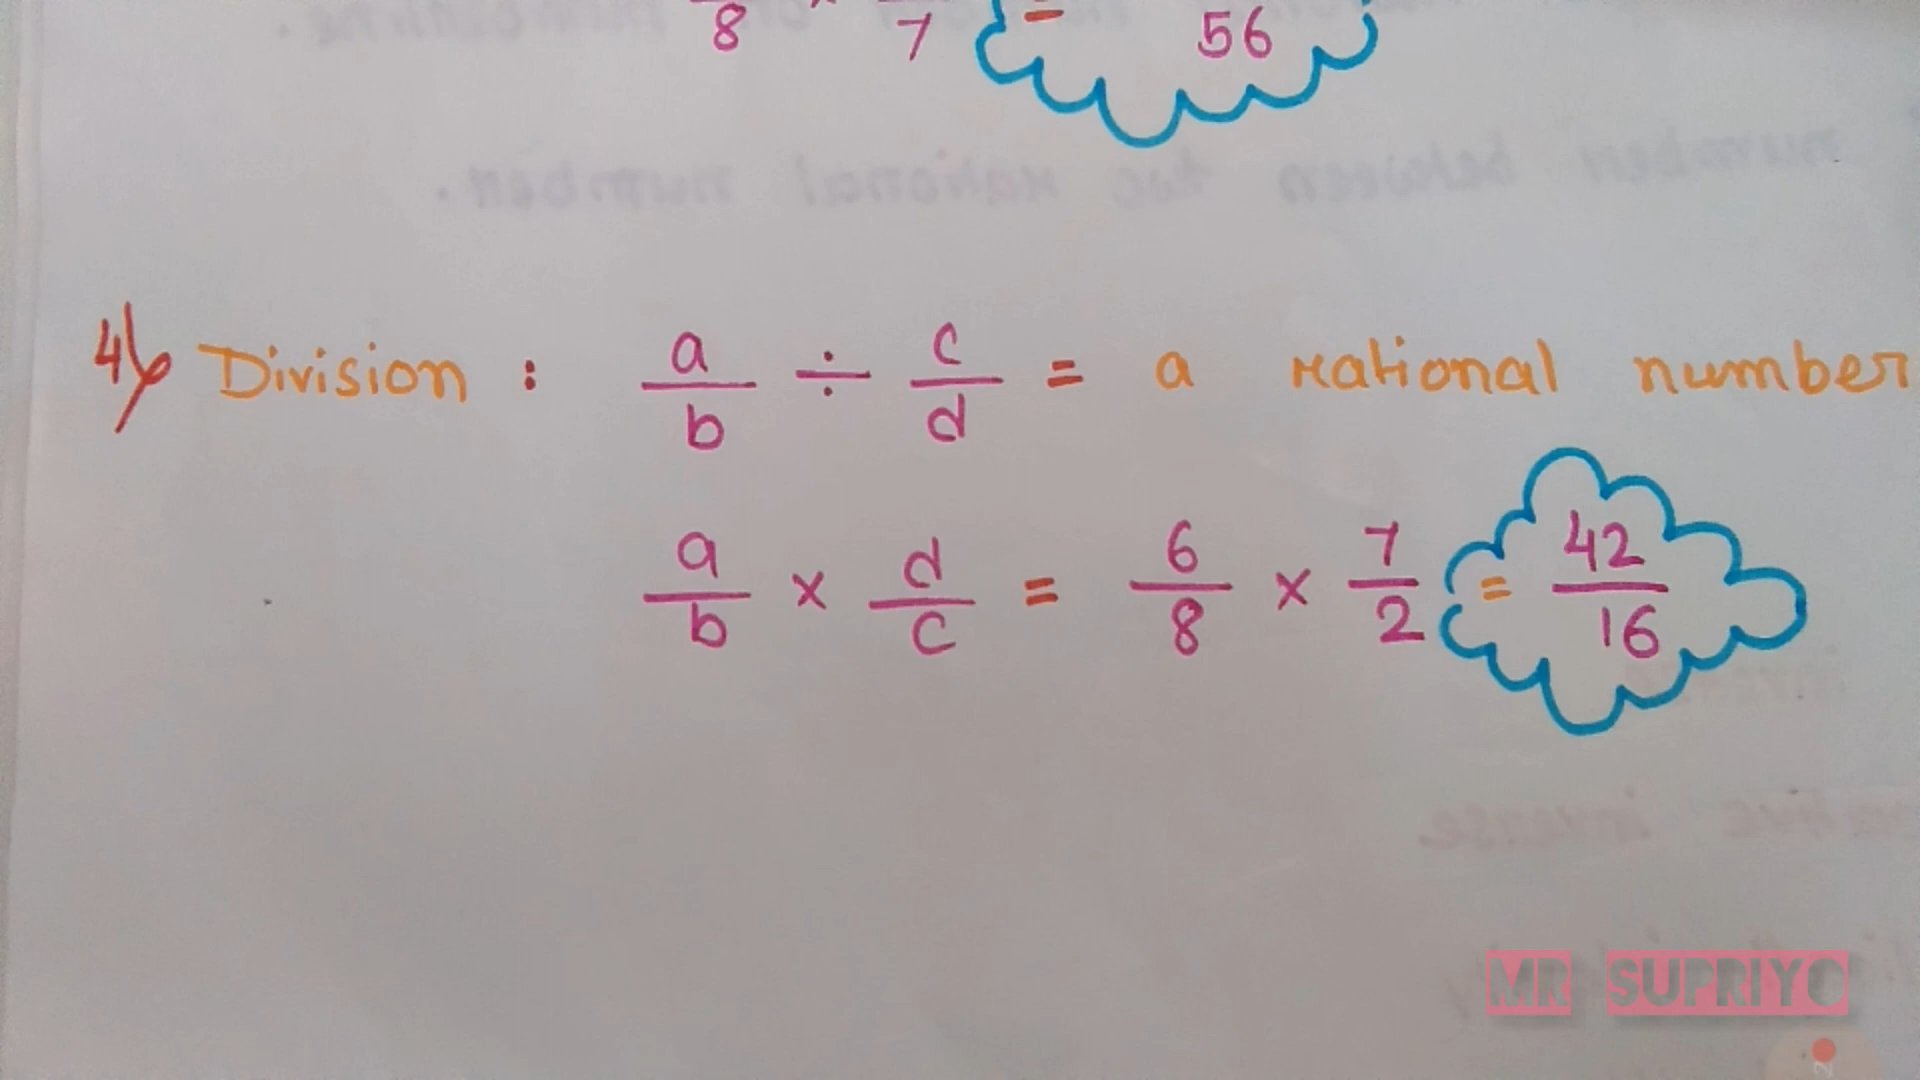 8 × 7 = 56
4) Division : a/b ÷ c/d = a rational number
a/b × d/c = 6/8 × 7/2 = 42/16
MR SUPRIYO